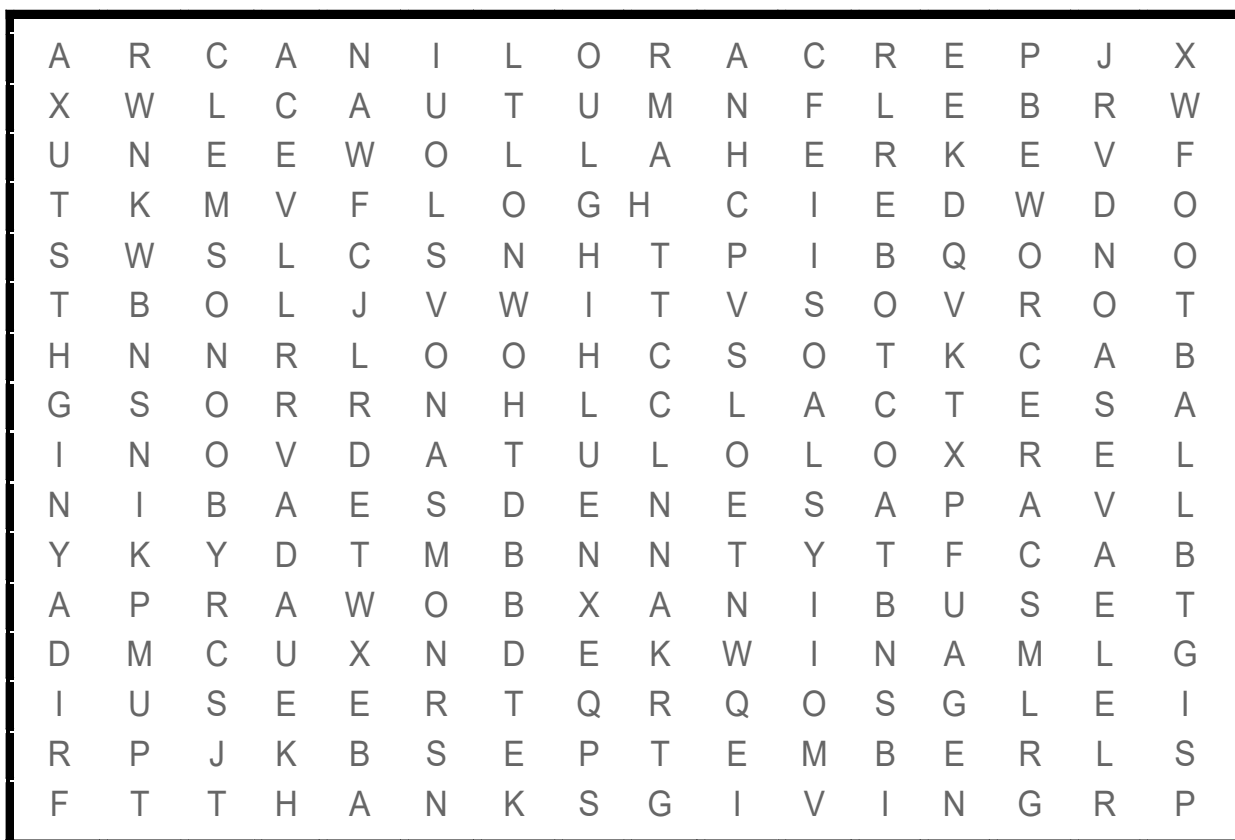 A R C A N I L O R A C R E P J X
X W L C A U T U M N F L E B R W
U N E E W O L L A H E R K E V F
T K M V F L O G H C I E D W D O
S W S L C S N H T P I B Q O N O
T B O L J V W I T V S O V R O T
H N N R L O O H C S O T K C A B
G S O R R N H L C L A C T E S A
I N O V D A T U L O L O X R E L
N I B A E S D E N E S A P A V L
Y K Y D T M B N N T Y T F C A B
A P R A W O B X A N I B U S E T
D M C U X N D E K W I N A M L G
I U S E E R T Q R Q O S G L E I
R P J K B S E P T E M B E R L S
F T T H A N K S G I V I N G R P